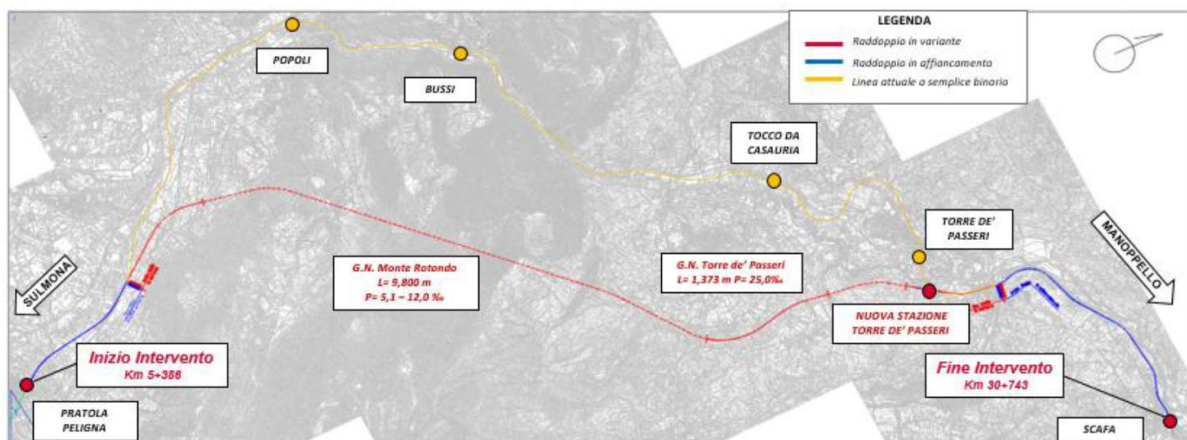 LEGENDA
Raddoppio in variante
Raddoppio in affiancamento
Linea attuale a semplice binario
POPOLI
BUSSI
TOCCO DA
CASAURIA
TORRE DE'
PASSERI
MANOPPELLO
SULMONA
G.N. Monte Rotondo
L= 9,800 m
P= 5,1 – 12,0 ‰
G.N. Torre de' Passeri
L= 1,373 m P= 25,0‰
NUOVA STAZIONE
TORRE DE' PASSERI
Inizio Intervento
Km 5+386
Fine Intervento
Km 30+743
PRATOLA
PELIGNA
SCAFA